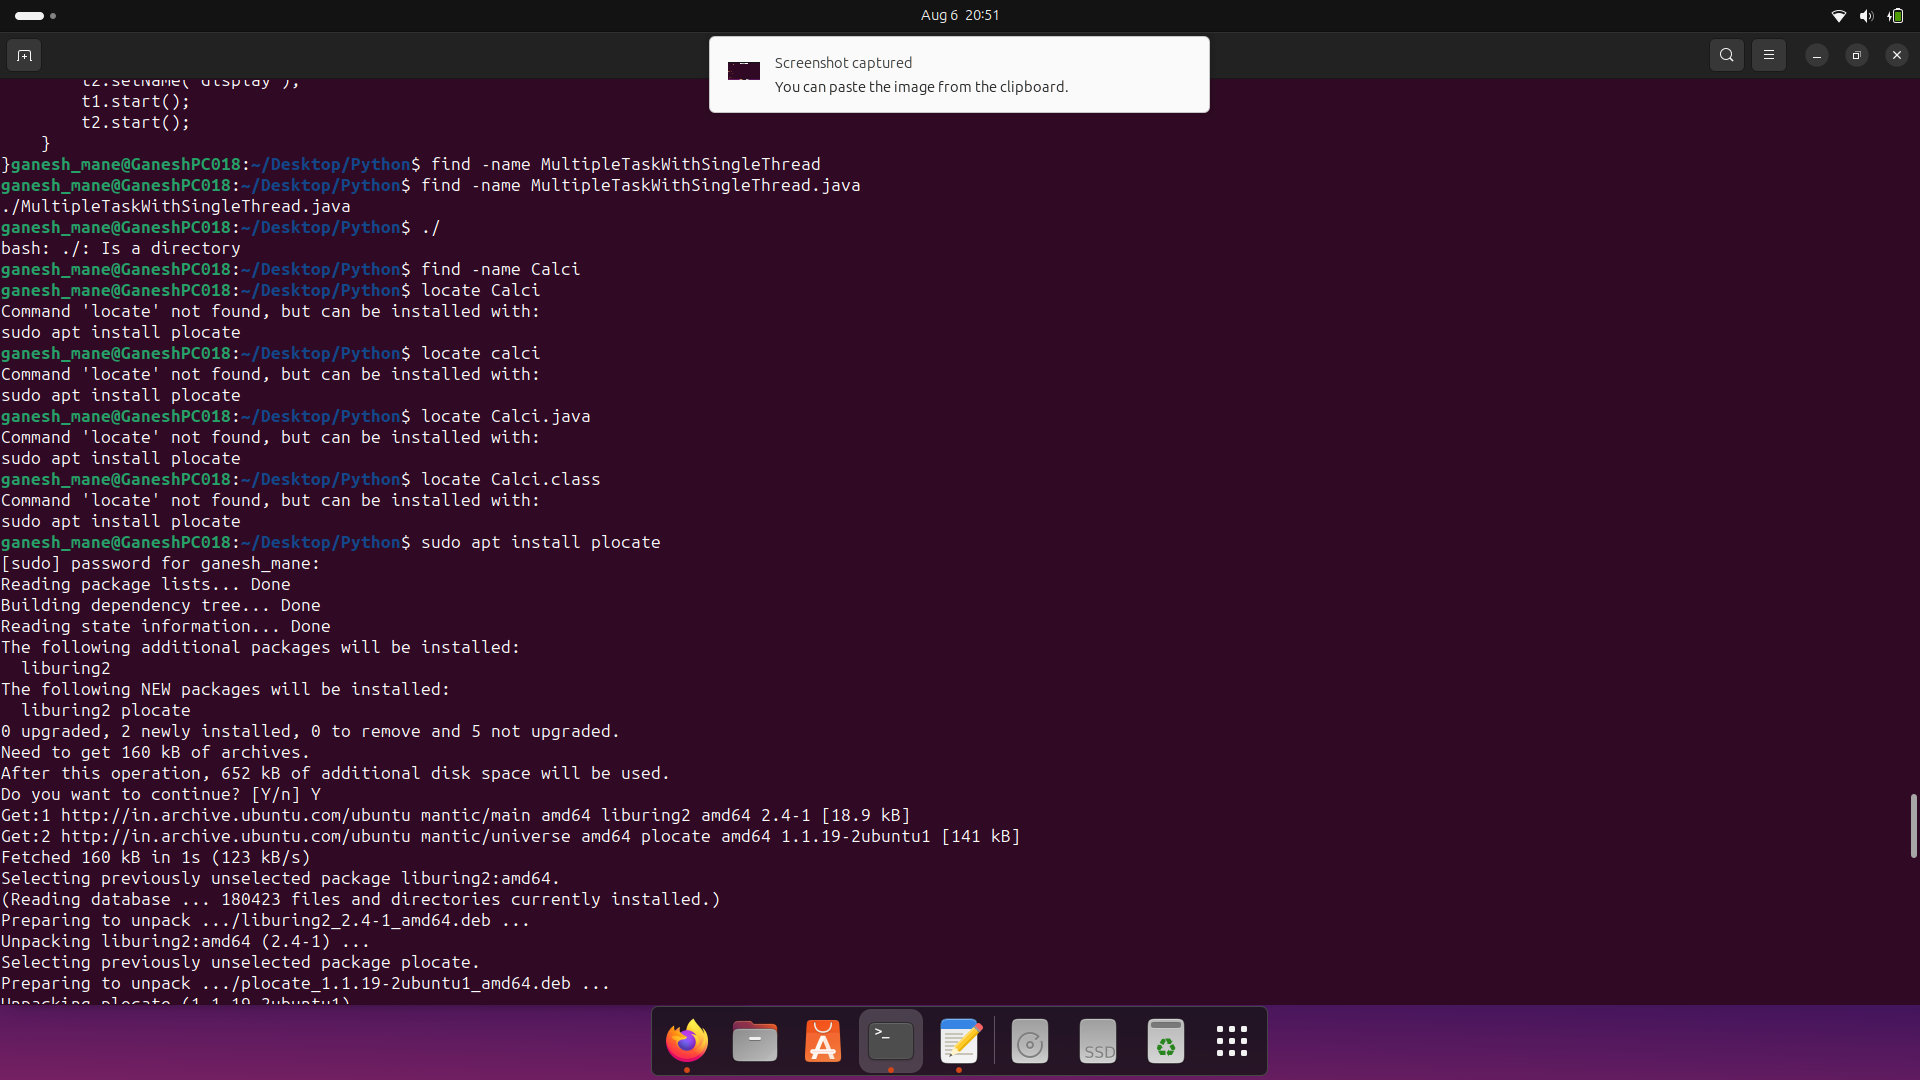 Aug 6 20:51
Screenshot captured
You can paste the image from the clipboard.
t2.setName("display");
t1.start();
t2.start();
}
}ganesh_mane@GaneshPC018:~/Desktop/Python$ find -name MultipleTaskWithSingleThread
ganesh_mane@GaneshPC018:~/Desktop/Python$ find -name MultipleTaskWithSingleThread.java
./MultipleTaskWithSingleThread.java
ganesh_mane@GaneshPC018:~/Desktop/Python$ ./
bash: ./: Is a directory
ganesh_mane@GaneshPC018:~/Desktop/Python$ find -name Calci
ganesh_mane@GaneshPC018:~/Desktop/Python$ locate Calci
Command 'locate' not found, but can be installed with:
sudo apt install plocate
ganesh_mane@GaneshPC018:~/Desktop/Python$ locate calci
Command 'locate' not found, but can be installed with:
sudo apt install plocate
ganesh_mane@GaneshPC018:~/Desktop/Python$ locate Calci.java
Command 'locate' not found, but can be installed with:
sudo apt install plocate
ganesh_mane@GaneshPC018:~/Desktop/Python$ locate Calci.class
Command 'locate' not found, but can be installed with:
sudo apt install plocate
ganesh_mane@GaneshPC018:~/Desktop/Python$ sudo apt install plocate
[sudo] password for ganesh_mane:
Reading package lists... Done
Building dependency tree... Done
Reading state information... Done
The following additional packages will be installed:
liburing2
The following NEW packages will be installed:
liburing2 plocate
0 upgraded, 2 newly installed, 0 to remove and 5 not upgraded.
Need to get 160 kB of archives.
After this operation, 652 kB of additional disk space will be used.
Do you want to continue? [Y/n] Y
Get:1 http://in.archive.ubuntu.com/ubuntu mantic/main amd64 liburing2 amd64 2.4-1 [18.9 kB]
Get:2 http://in.archive.ubuntu.com/ubuntu mantic/universe amd64 plocate amd64 1.1.19-2ubuntu1 [141 kB]
Fetched 160 kB in 1s (123 kB/s)
Selecting previously unselected package liburing2:amd64.
(Reading database ... 180423 files and directories currently installed.)
Preparing to unpack .../liburing2_2.4-1_amd64.deb ...
Unpacking liburing2:amd64 (2.4-1) ...
Selecting previously unselected package plocate.
Preparing to unpack .../plocate_1.1.19-2ubuntu1_amd64.deb ...
Unpacking plocate (1.1.19-2ubuntu1)
>_
SSD